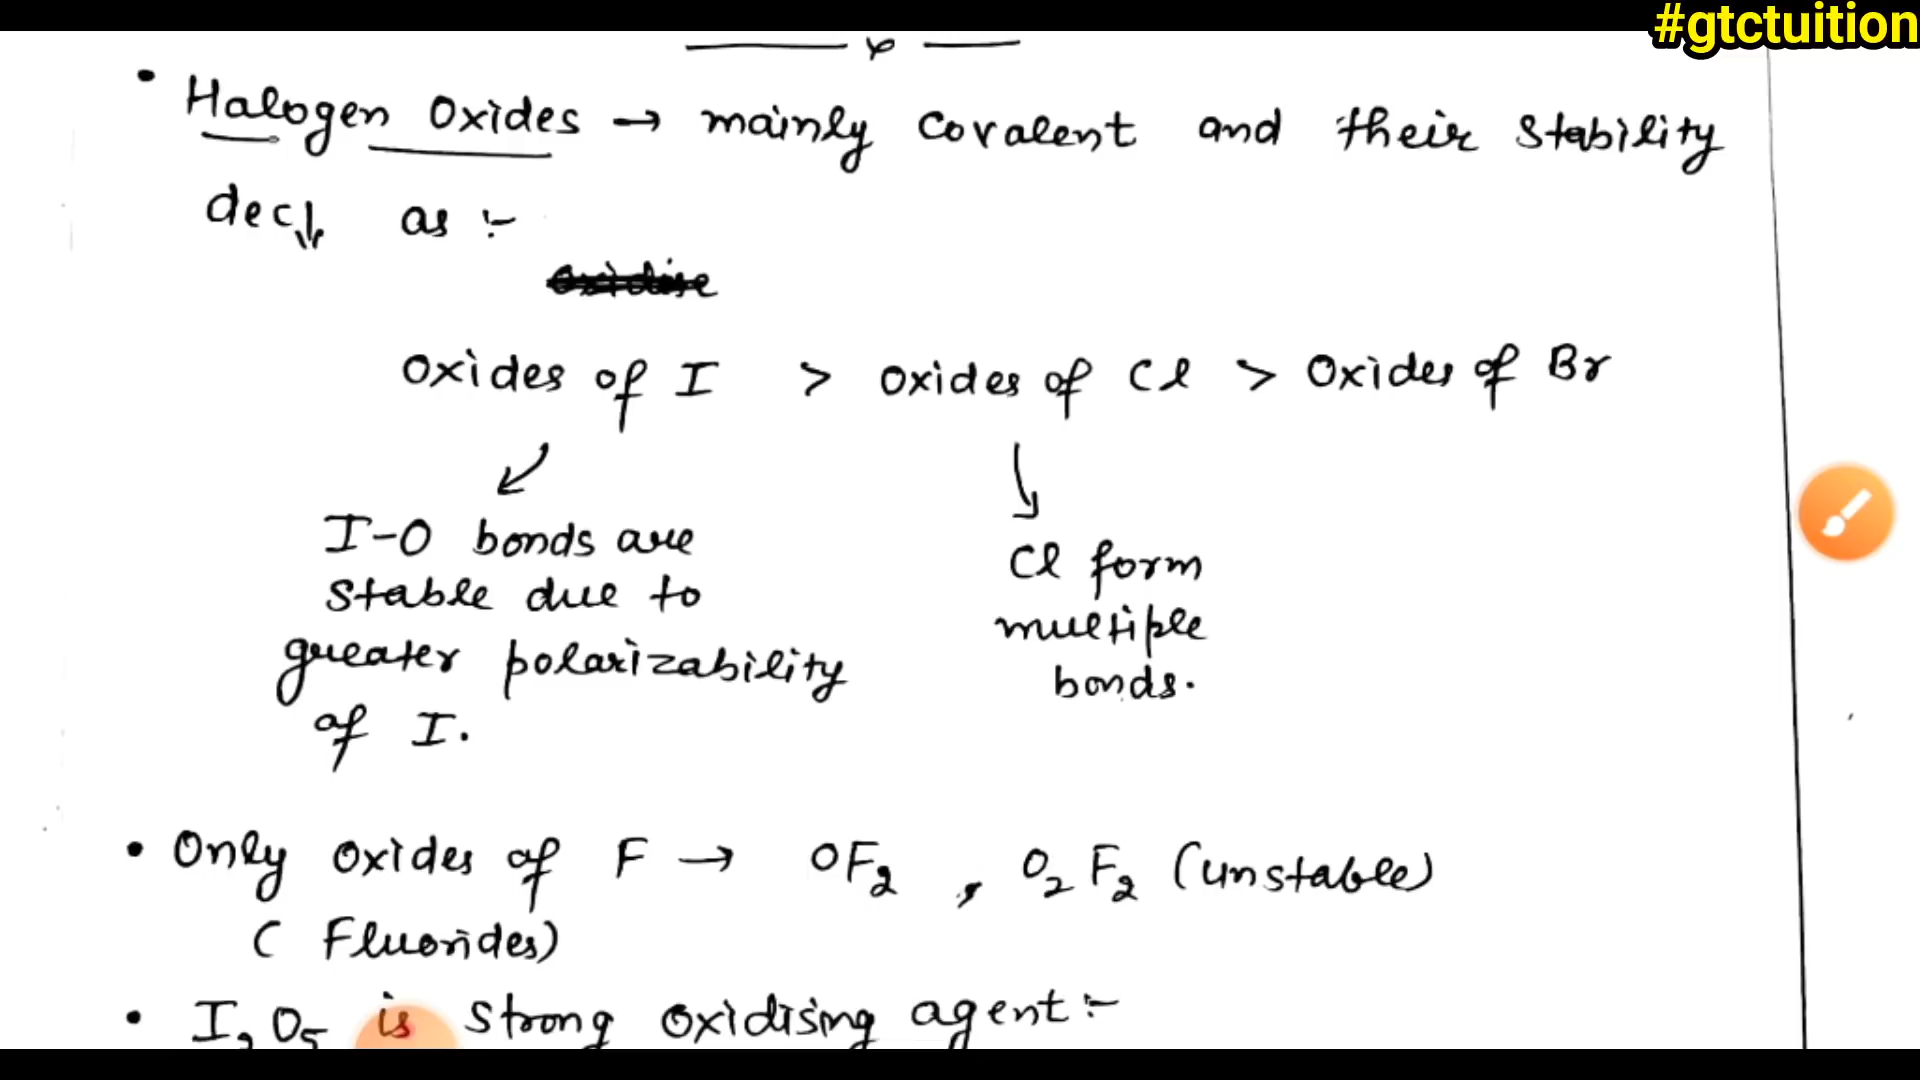 #gtctuition
• Halogen Oxides → mainly covalent and their stability
dec↓ as :-
Oxides of I > oxides of Cl > Oxides of Br
I-O bonds are
stable due to
greater polarizability
of I.
Cl form
multiple
bonds.
• Only oxides of F → OF₂ , O₂F₂ (unstable)
( Fluorides)
• I₂O₅ is strong oxidising agent:-